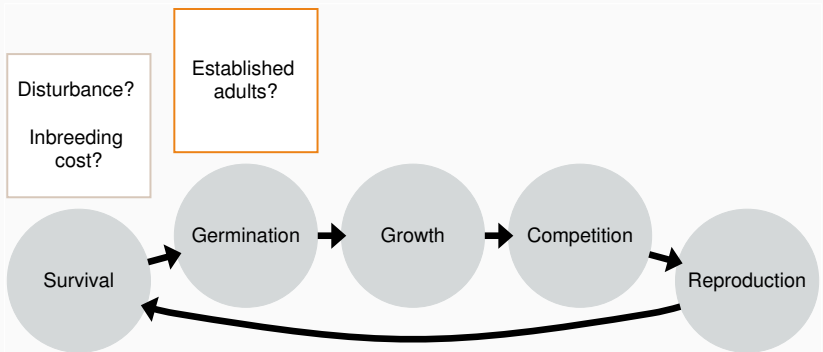 Disturbance?
Inbreeding
cost?
Established
adults?
Survival
Germination
Growth
Competition
Reproduction